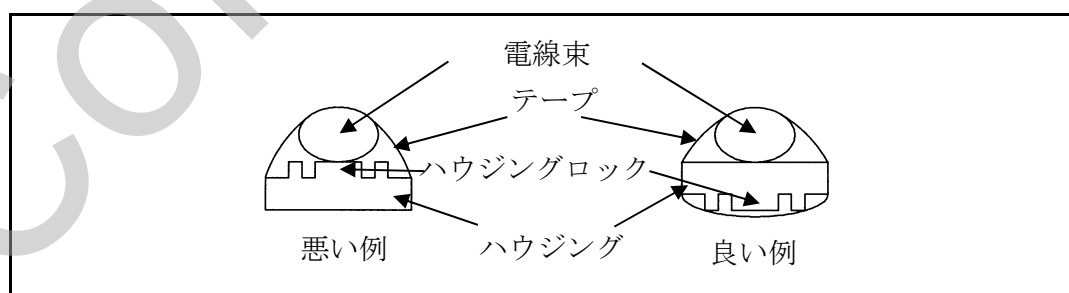 電線束
テープ
ハウジングロック
ハウジング
悪い例
良い例